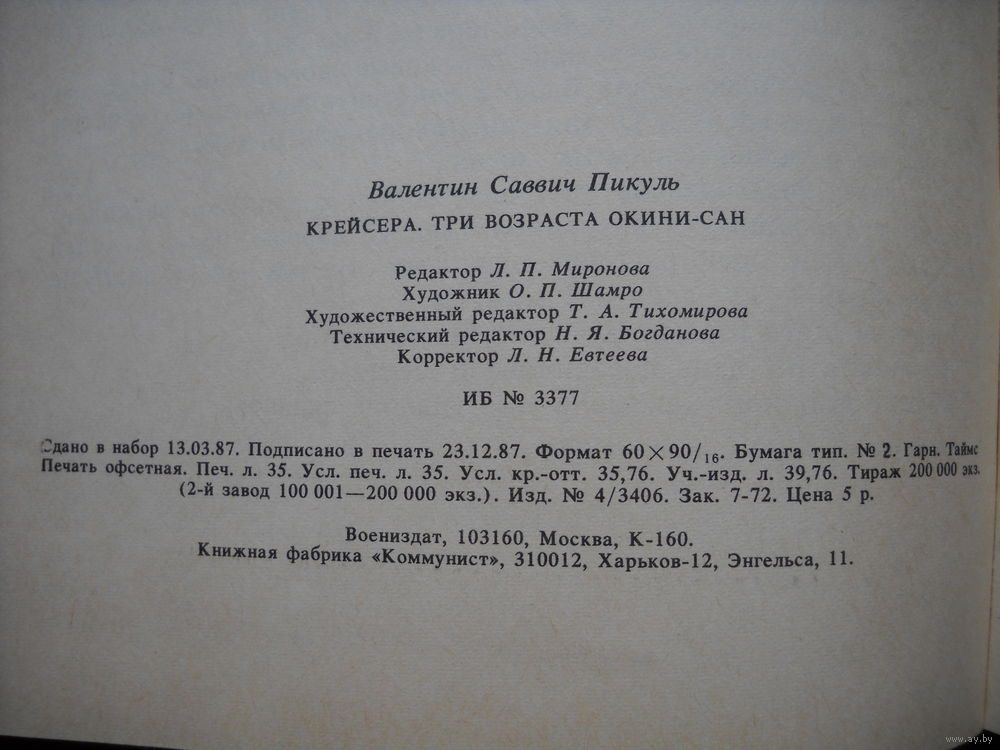 Валентин Саввич Пикуль
КРЕЙСЕРА. ТРИ ВОЗРАСТА ОКИНИ-САН
Редактор Л. П. Миронова
Художник О. П. Шамро
Художественный редактор Т. А. Тихомирова
Технический редактор Н. Я. Богданова
Корректор Л. Н. Евтеева
ИБ № 3377
Сдано в набор 13.03.87. Подписано в печать 23.12.87. Формат 60×90/16. Бумага тип. № 2. Гарн. Таймс
Печать офсетная. Печ. л. 35. Усл. печ. л. 35. Усл. кр.-отт. 35,76. Уч.-изд. л. 39,76. Тираж 200 000 экз.
(2-й завод 100 001—200 000 экз.). Изд. № 4/3406. Зак. 7-72. Цена 5 р.
Воениздат, 103160, Москва, К-160.
Книжная фабрика «Коммунист», 310012, Харьков-12, Энгельса, 11.
www.ay.by